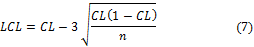 LCL = CL − 3√(CL(1 − CL)/n) (7)